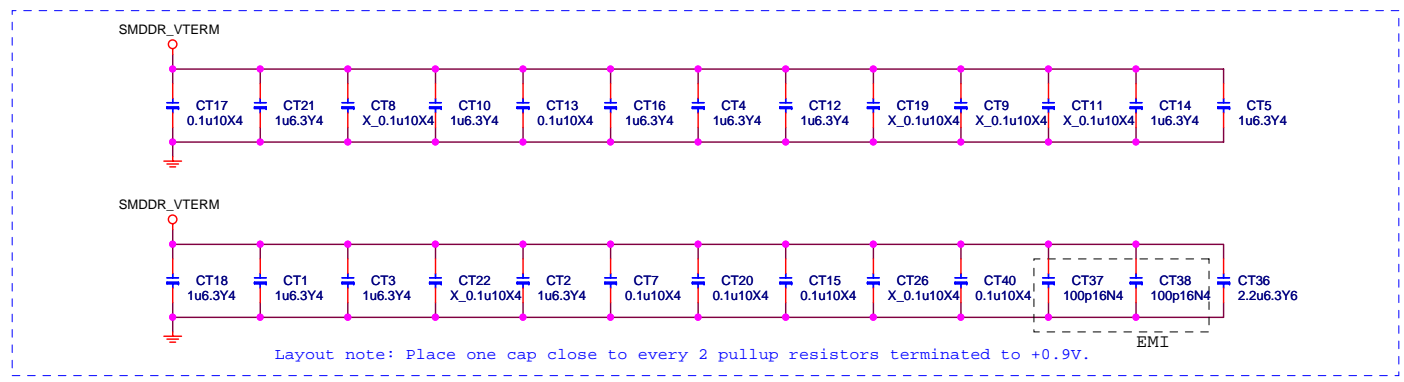 SMDDR_VTERM
CT17 CT21 CT8 CT10 CT13 CT16 CT4 CT12 CT19 CT9 CT11 CT14 CT5
0.1u10X4 1u6.3Y4 X_0.1u10X4 1u6.3Y4 0.1u10X4 1u6.3Y4 1u6.3Y4 1u6.3Y4 X_0.1u10X4 X_0.1u10X4 X_0.1u10X4 1u6.3Y4 1u6.3Y4
SMDDR_VTERM
CT18 CT1 CT3 CT22 CT2 CT7 CT20 CT15 CT26 CT40 CT37 CT38 CT36
1u6.3Y4 1u6.3Y4 1u6.3Y4 X_0.1u10X4 1u6.3Y4 0.1u10X4 0.1u10X4 0.1u10X4 X_0.1u10X4 0.1u10X4 100p16N4 100p16N4 2.2u6.3Y6
EMI
Layout note: Place one cap close to every 2 pullup resistors terminated to +0.9V.